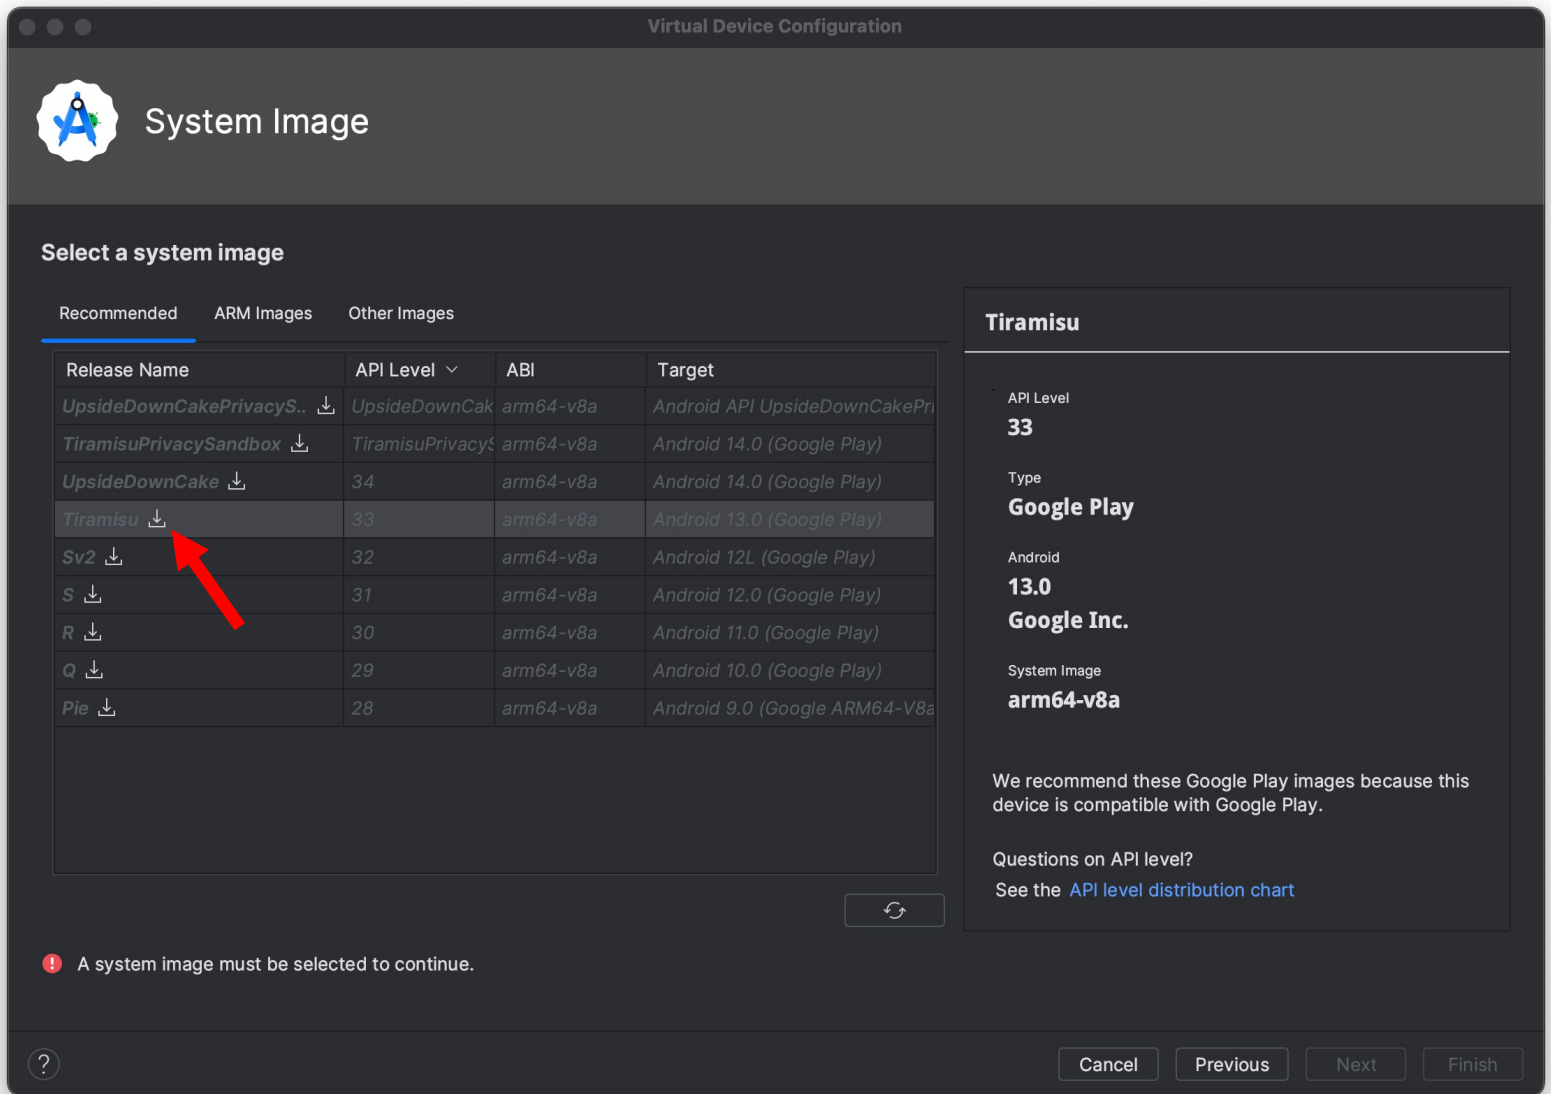 Virtual Device Configuration
System Image
Select a system image
Recommended ARM Images Other Images
Release Name API Level ABI Target
UpsideDownCakePrivacyS.. UpsideDownCak arm64-v8a Android API UpsideDownCakePri
TiramisuPrivacySandbox TiramisuPrivacyS arm64-v8a Android 14.0 (Google Play)
UpsideDownCake 34 arm64-v8a Android 14.0 (Google Play)
Tiramisu 33 arm64-v8a Android 13.0 (Google Play)
Sv2 32 arm64-v8a Android 12L (Google Play)
S 31 arm64-v8a Android 12.0 (Google Play)
R 30 arm64-v8a Android 11.0 (Google Play)
Q 29 arm64-v8a Android 10.0 (Google Play)
Pie 28 arm64-v8a Android 9.0 (Google ARM64-V8a
Tiramisu
API Level
33
Type
Google Play
Android
13.0
Google Inc.
System Image
arm64-v8a
We recommend these Google Play images because this
device is compatible with Google Play.
Questions on API level?
See the API level distribution chart
A system image must be selected to continue.
? Cancel Previous Next Finish